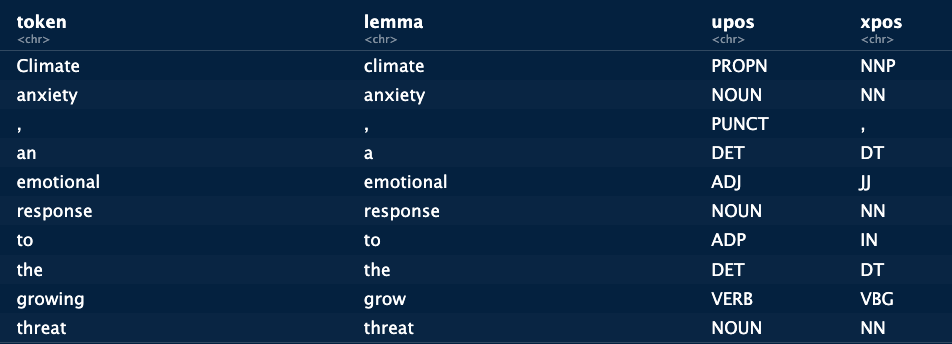 token lemma upos xpos
<chr> <chr> <chr> <chr>
Climate climate PROPN NNP
anxiety anxiety NOUN NN
, , PUNCT ,
an a DET DT
emotional emotional ADJ JJ
response response NOUN NN
to to ADP IN
the the DET DT
growing grow VERB VBG
threat threat NOUN NN